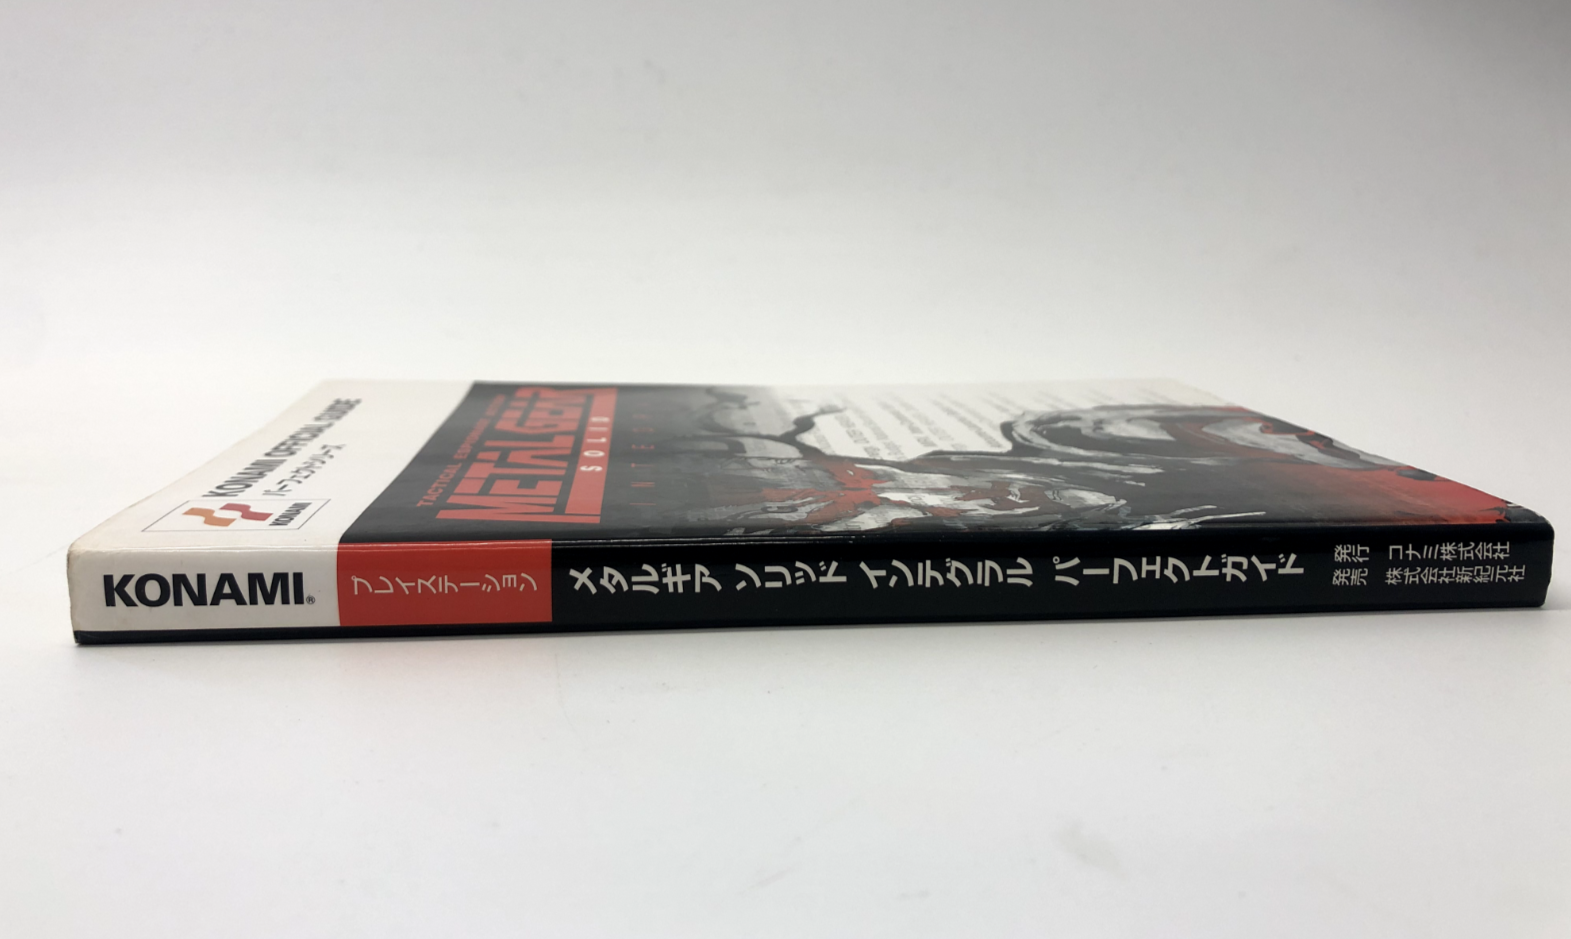 KONAMI OFFICIAL GUIDE
パーフェクトシリーズ
KONAMI
TACTICAL ESPIONAGE ACTION
METAL GEAR
SOLID
INTEGR
KONAMI®
プレイステーション
メタルギア ソリッド インテグラル パーフェクトガイド
発行 コナミ株式会社
発売 株式会社新紀元社